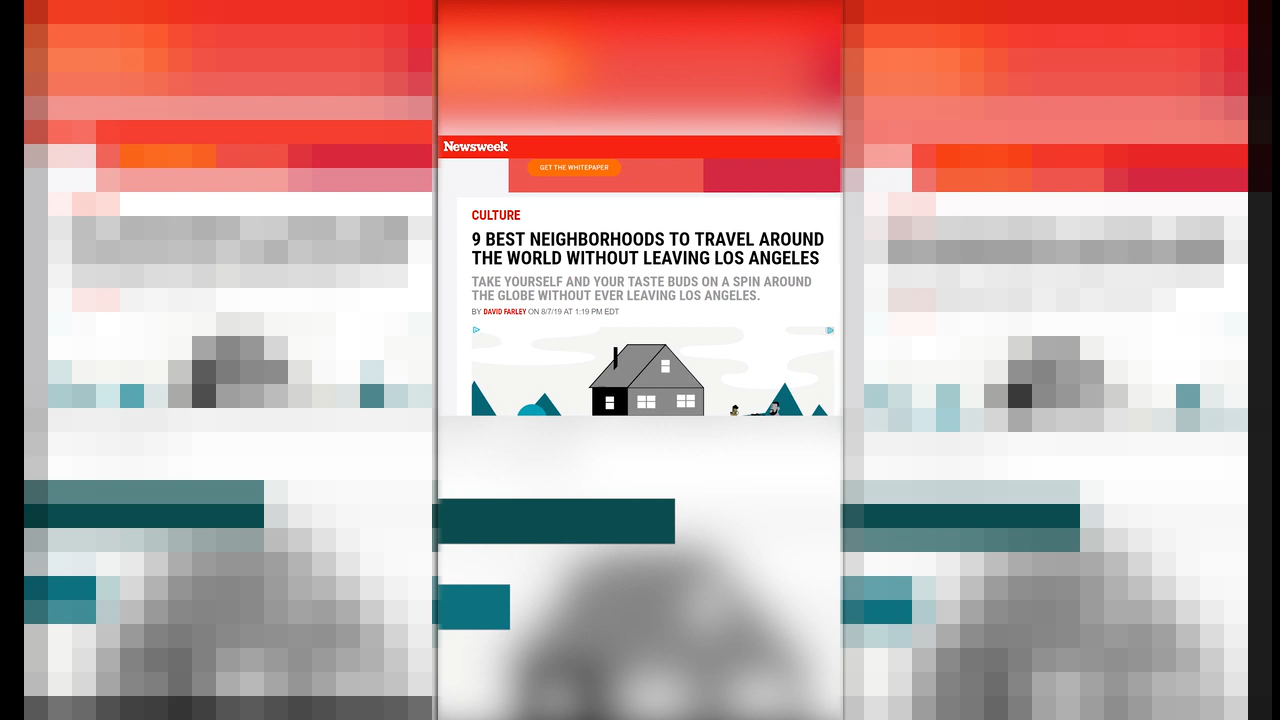 Newsweek
GET THE WHITEPAPER
CULTURE
9 BEST NEIGHBORHOODS TO TRAVEL AROUND
THE WORLD WITHOUT LEAVING LOS ANGELES
TAKE YOURSELF AND YOUR TASTE BUDS ON A SPIN AROUND
THE GLOBE WITHOUT EVER LEAVING LOS ANGELES.
BY DAVID FARLEY ON 8/7/19 AT 1:19 PM EDT